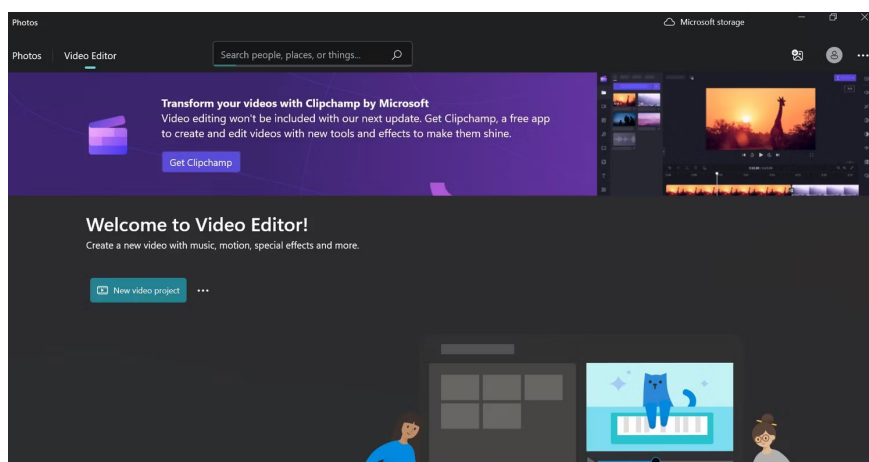 Photos
Microsoft storage
Photos
Video Editor
Search people, places, or things...
Transform your videos with Clipchamp by Microsoft
Video editing won't be included with our next update. Get Clipchamp, a free app
to create and edit videos with new tools and effects to make them shine.
Get Clipchamp
Welcome to Video Editor!
Create a new video with music, motion, special effects and more.
New video project